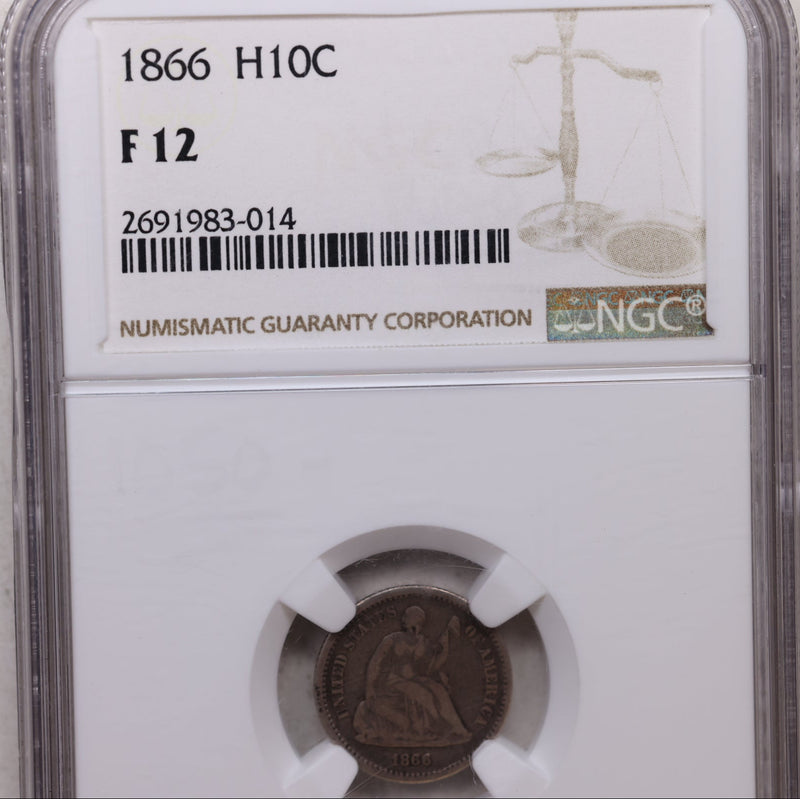 1866 H10C
F 12
2691983-014
NUMISMATIC GUARANTY CORPORATION
NGC®
UNITED STATES OF AMERICA
1866